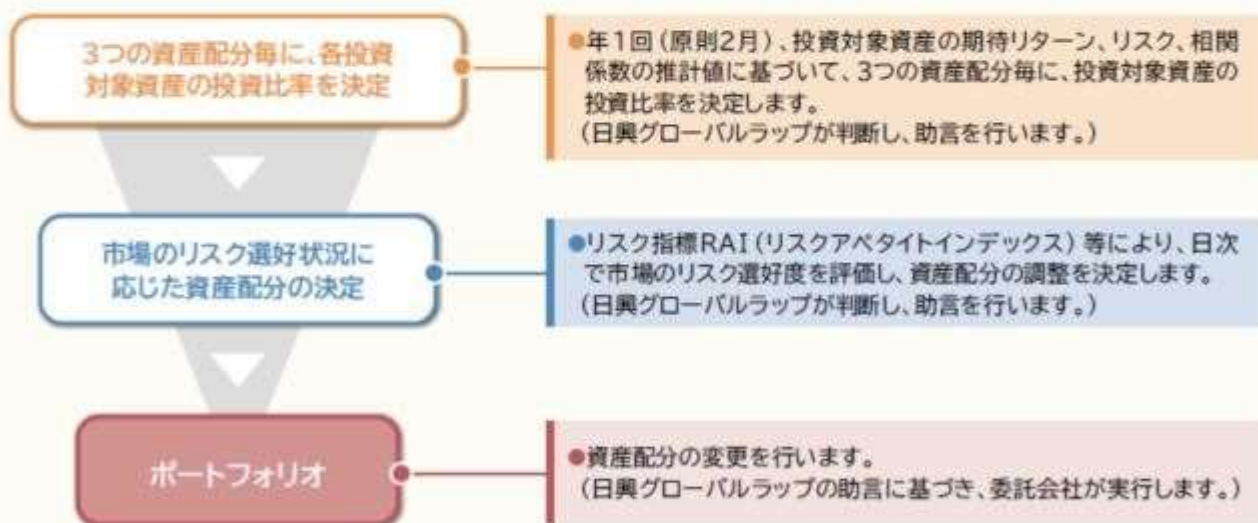 3つの資産配分毎に、各投資
対象資産の投資比率を決定
●年1回(原則2月)、投資対象資産の期待リターン、リスク、相関
係数の推計値に基づいて、3つの資産配分毎に、投資対象資産の
投資比率を決定します。
(日興グローバルラップが判断し、助言を行います。)
市場のリスク選好状況に
応じた資産配分の決定
●リスク指標RAI(リスクアペタイトインデックス)等により、日次
で市場のリスク選好度を評価し、資産配分の調整を決定します。
(日興グローバルラップが判断し、助言を行います。)
ポートフォリオ
●資産配分の変更を行います。
(日興グローバルラップの助言に基づき、委託会社が実行します。)